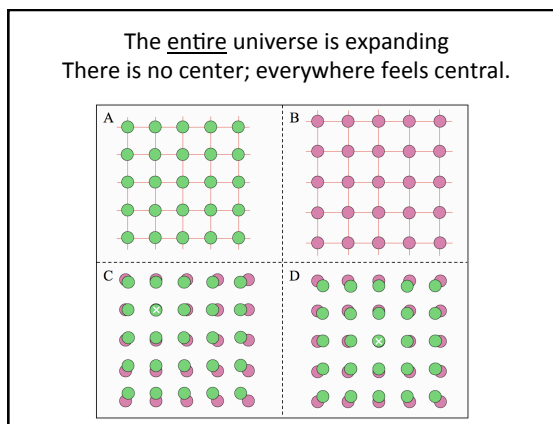 The entire universe is expanding
There is no center; everywhere feels central.
A
B
C
D